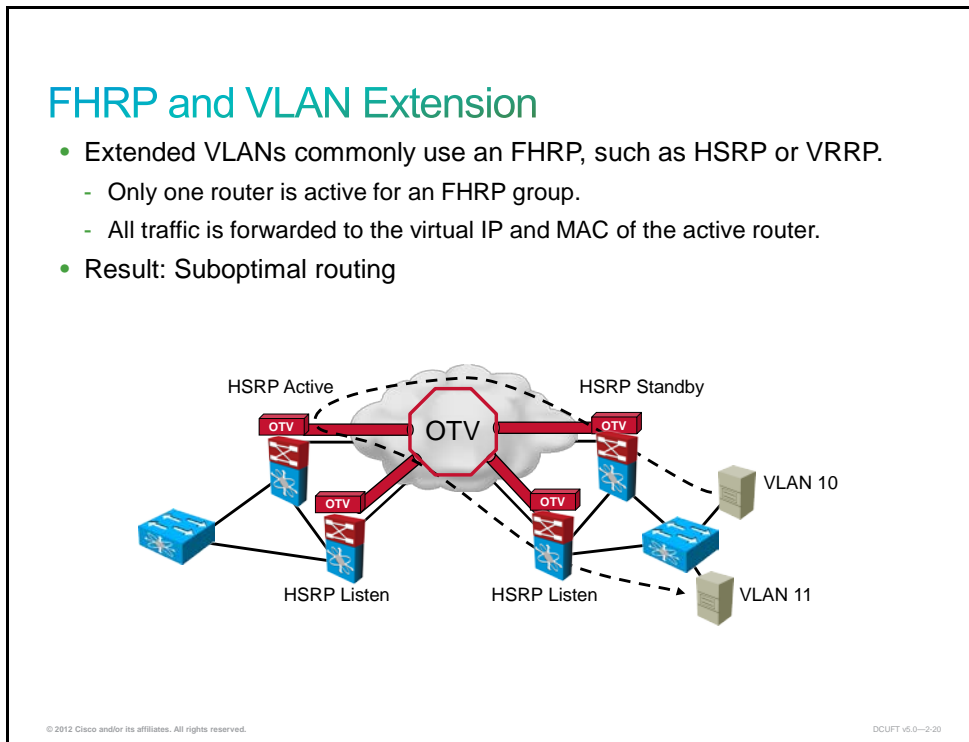 FHRP and VLAN Extension
• Extended VLANs commonly use an FHRP, such as HSRP or VRRP.
- Only one router is active for an FHRP group.
- All traffic is forwarded to the virtual IP and MAC of the active router.
• Result: Suboptimal routing
HSRP Active
HSRP Standby
OTV
OTV
OTV
VLAN 10
OTV
OTV
HSRP Listen
HSRP Listen
VLAN 11
© 2012 Cisco and/or its affiliates. All rights reserved.
DCUFT v5.0—2-20